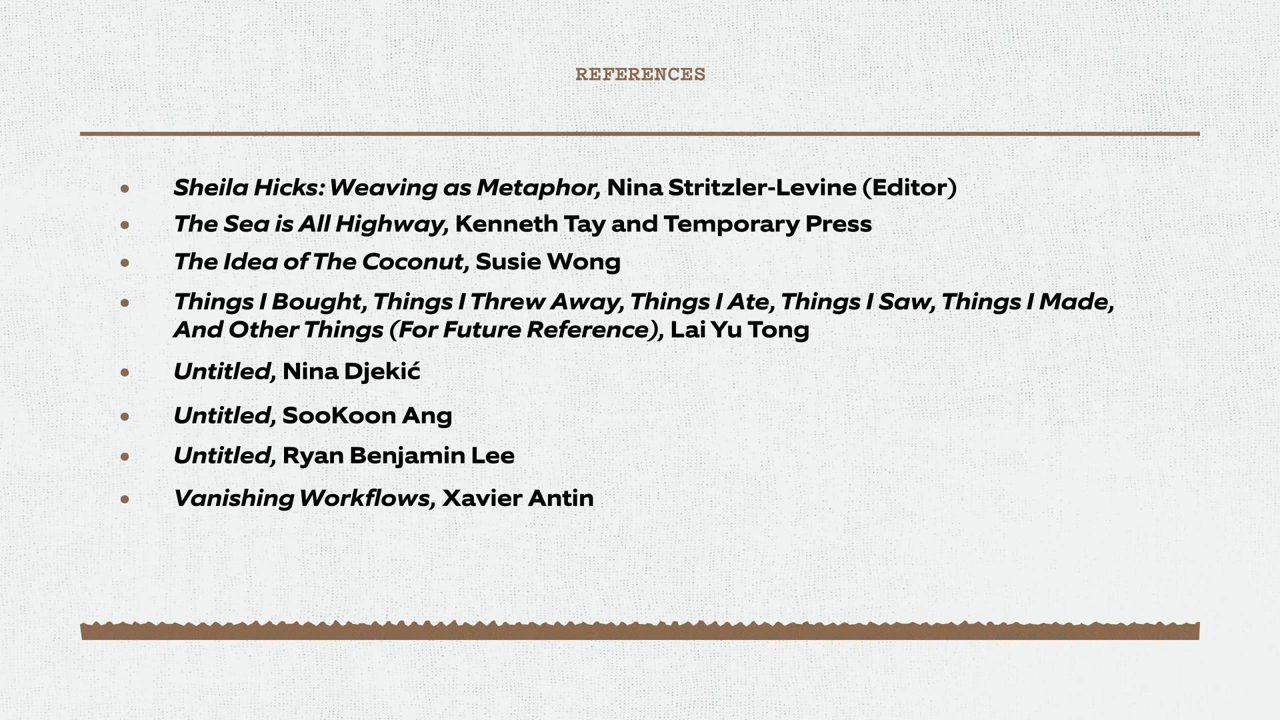 REFERENCES
• Sheila Hicks: Weaving as Metaphor, Nina Stritzler-Levine (Editor)
• The Sea is All Highway, Kenneth Tay and Temporary Press
• The Idea of The Coconut, Susie Wong
• Things I Bought, Things I Threw Away, Things I Ate, Things I Saw, Things I Made,
And Other Things (For Future Reference), Lai Yu Tong
• Untitled, Nina Djekić
• Untitled, SooKoon Ang
• Untitled, Ryan Benjamin Lee
• Vanishing Workflows, Xavier Antin